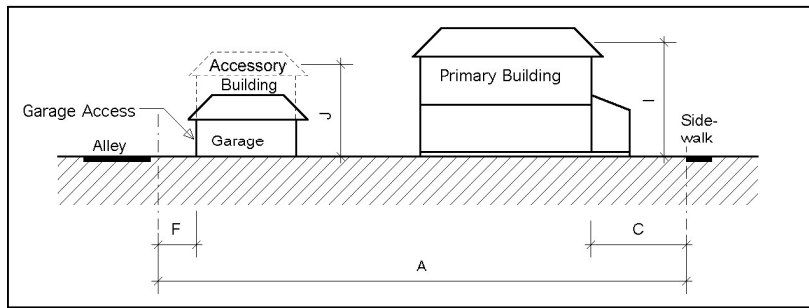 Accessory
Building
Primary Building
I
J
Garage Access
Side-
walk
Alley
Garage
F
C
A